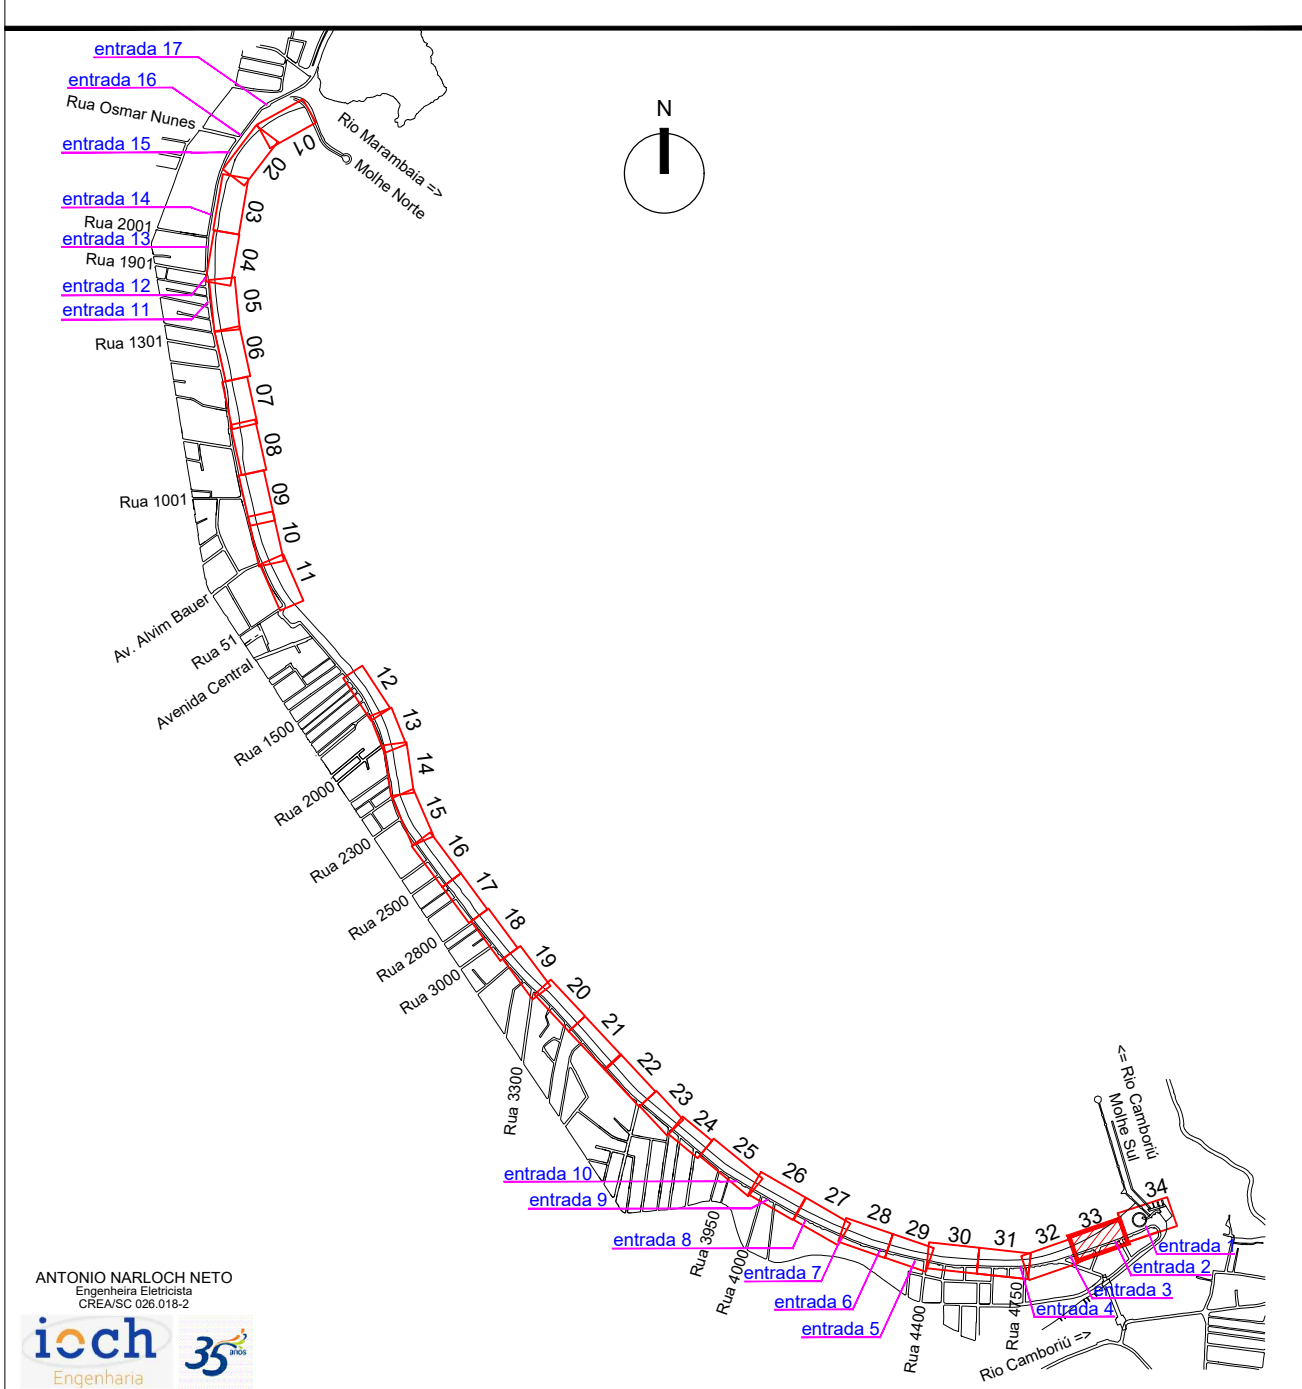 entrada 17
entrada 16
Rua Osmar Nunes
entrada 15
entrada 14
Rua 2001
entrada 13
Rua 1901
entrada 12
entrada 11
Rua 1301
Rua 1001
Av. Alvim Bauer
Rua 51
Avenida Central
Rua 1500
Rua 2000
Rua 2300
Rua 2500
Rua 2800
Rua 3000
Rua 3300
N
Rio Marambaia =>
Molhe Norte
01
02
03
04
05
06
07
08
09
10
11
12
13
14
15
16
17
18
19
20
21
22
23
24
25
26
27
28
29
30
31
32
33
34
<= Rio Camboriú
Molhe Sul
entrada 10
entrada 9
Rua 3950
entrada 8
Rua 4000
entrada 7
entrada 6
entrada 5
Rua 4400
Rua 4750
entrada 4
entrada 3
entrada 2
entrada 1
Rio Camboriú =>
ANTONIO NARLOCH NETO
Engenheira Eletricista
CREA/SC 026.018-2
ioch
Engenharia
35
anos